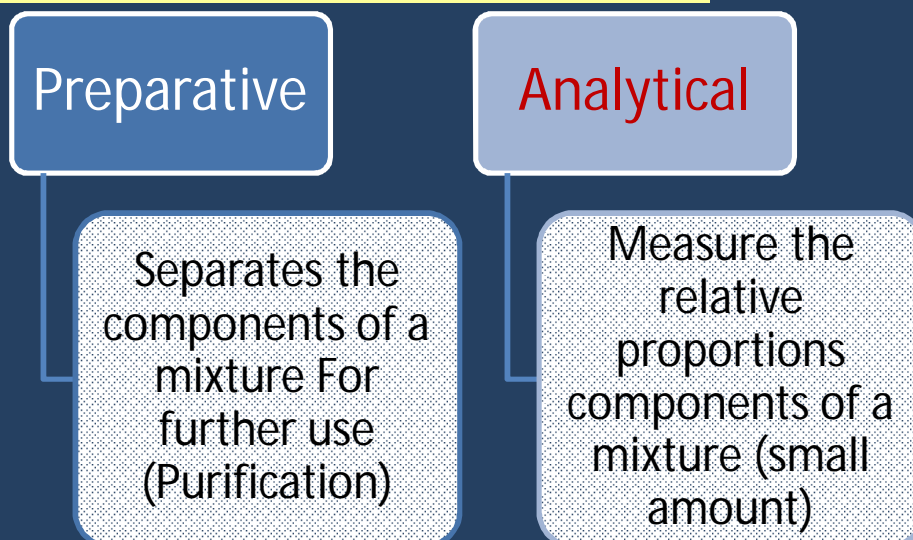 Preparative
Separates the
components of a
mixture For
further use
(Purification)
Analytical
Measure the
relative
proportions
components of a
mixture (small
amount)